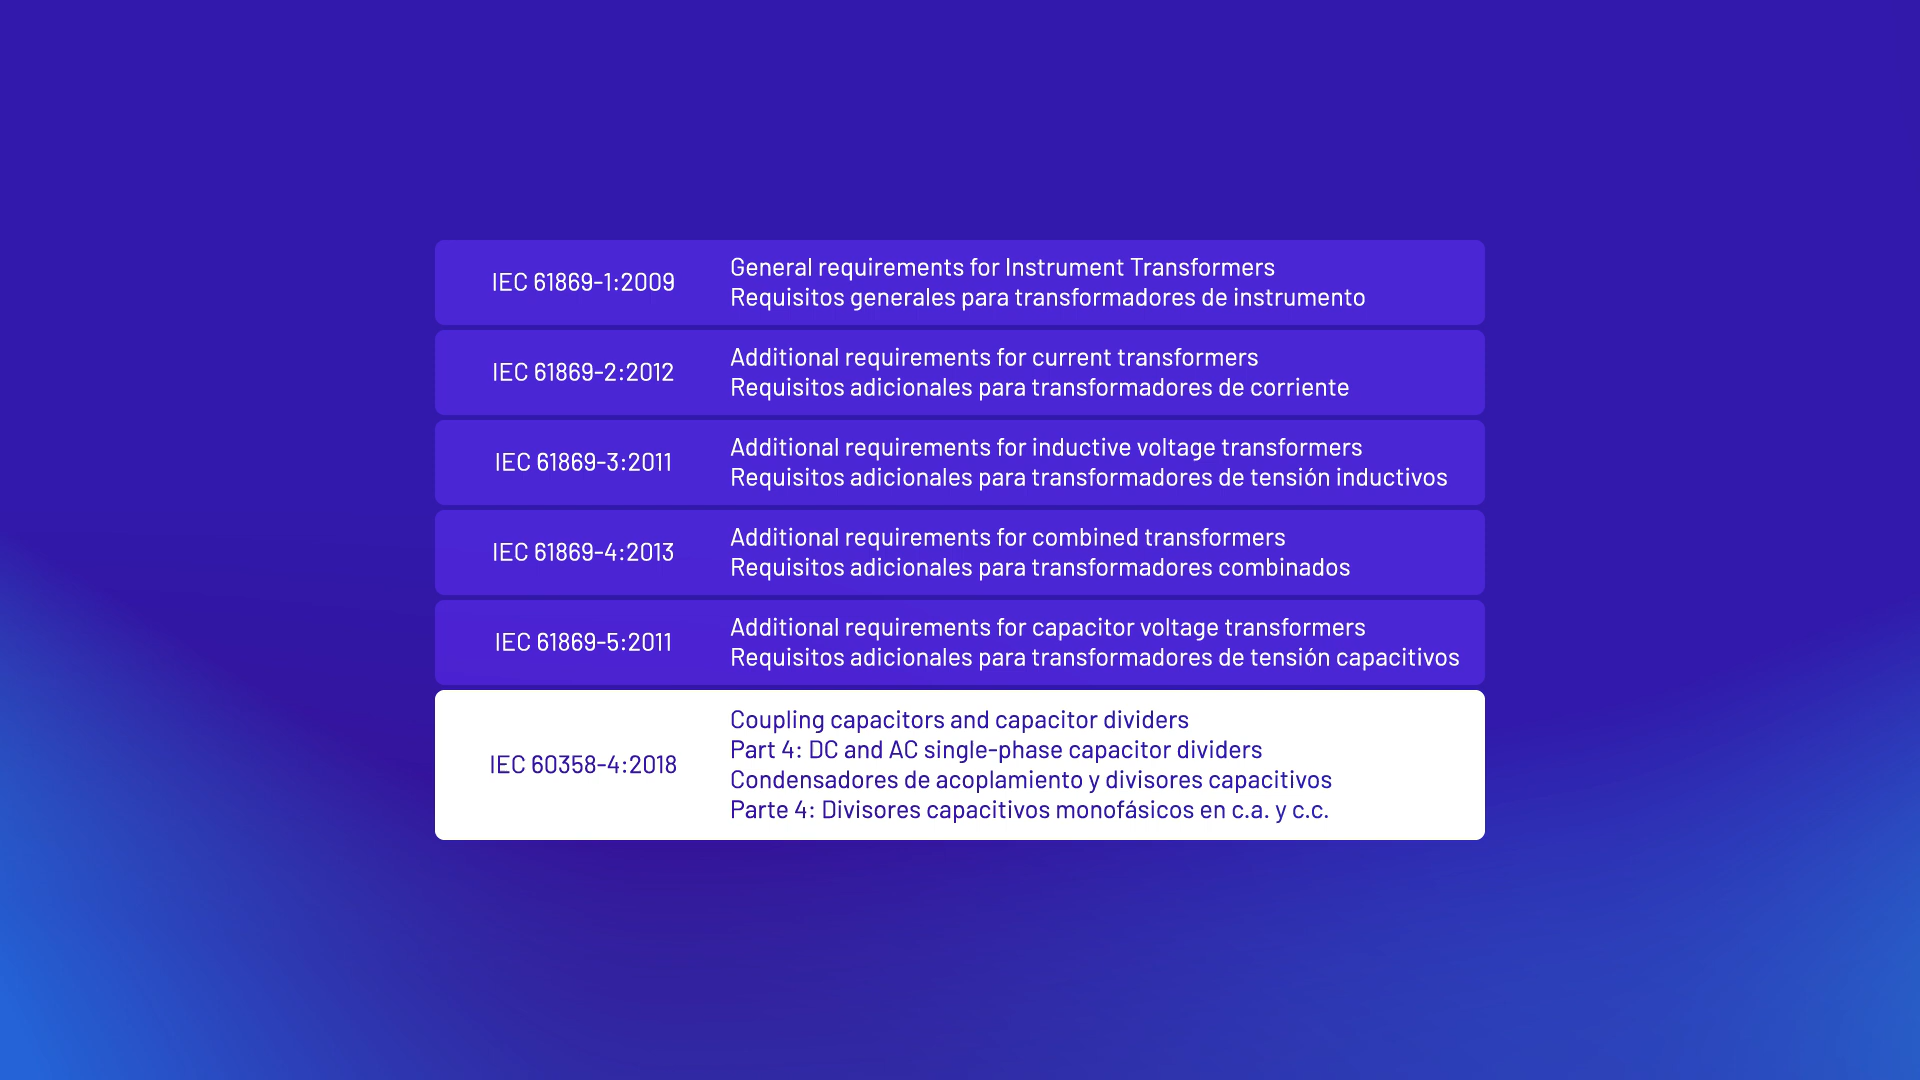 IEC 61869-1:2009
General requirements for Instrument Transformers
Requisitos generales para transformadores de instrumento
IEC 61869-2:2012
Additional requirements for current transformers
Requisitos adicionales para transformadores de corriente
IEC 61869-3:2011
Additional requirements for inductive voltage transformers
Requisitos adicionales para transformadores de tensión inductivos
IEC 61869-4:2013
Additional requirements for combined transformers
Requisitos adicionales para transformadores combinados
IEC 61869-5:2011
Additional requirements for capacitor voltage transformers
Requisitos adicionales para transformadores de tensión capacitivos
IEC 60358-4:2018
Coupling capacitors and capacitor dividers
Part 4: DC and AC single-phase capacitor dividers
Condensadores de acoplamiento y divisores capacitivos
Parte 4: Divisores capacitivos monofásicos en c.a. y c.c.